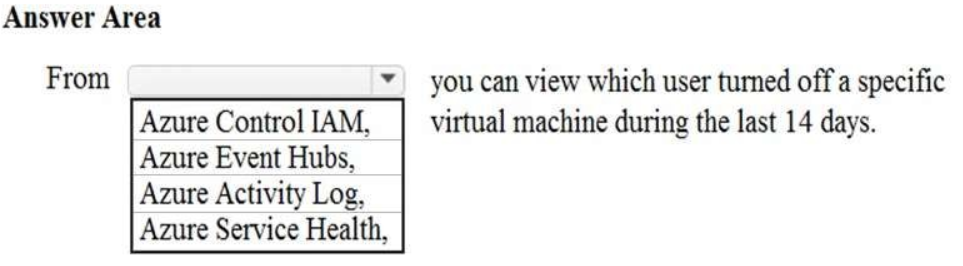 Answer Area
From
you can view which user turned off a specific
virtual machine during the last 14 days.
Azure Control IAM,
Azure Event Hubs,
Azure Activity Log,
Azure Service Health,